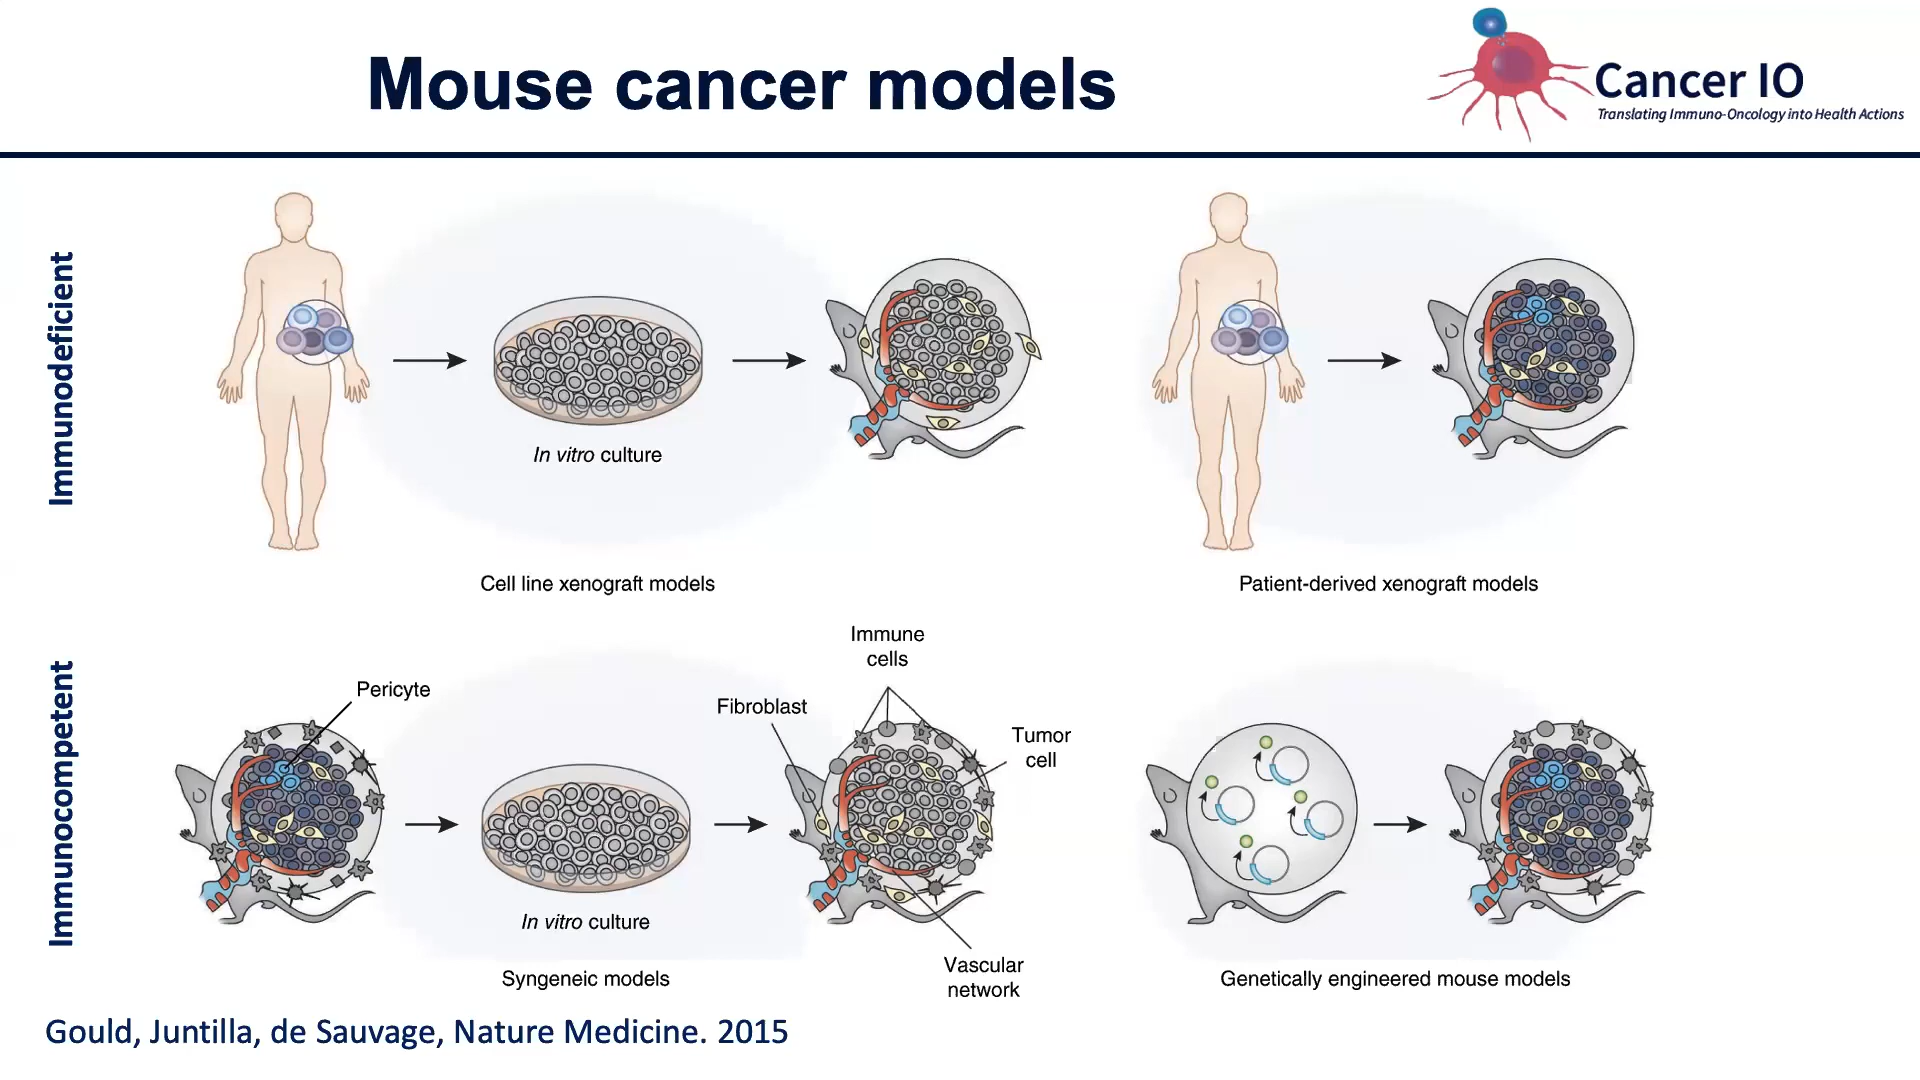 Mouse cancer models
Cancer IO
Translating Immuno-Oncology into Health Actions
Immunodeficient
In vitro culture
Cell line xenograft models
Patient-derived xenograft models
Immunocompetent
Pericyte
In vitro culture
Immune
cells
Fibroblast
Tumor
cell
Vascular
network
Syngeneic models
Genetically engineered mouse models
Gould, Juntilla, de Sauvage, Nature Medicine. 2015